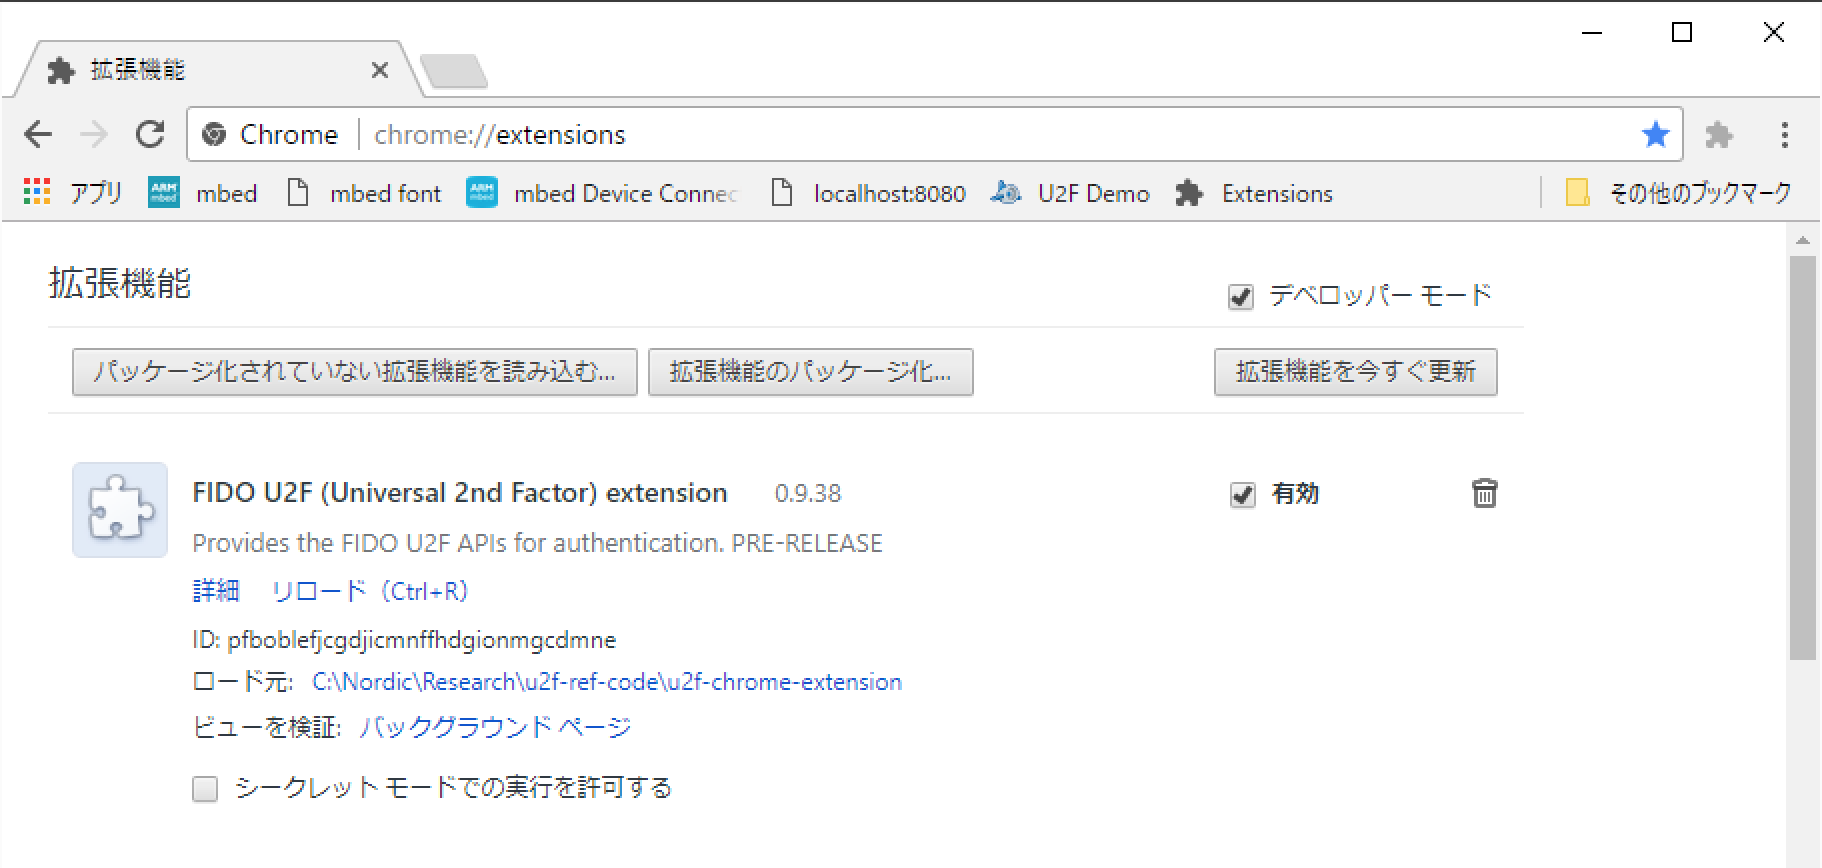 拡張機能
Chrome chrome://extensions
アプリ ARM mbed mbed mbed font ARM mbed mbed Device Connec localhost:8080 U2F Demo Extensions その他のブックマーク
拡張機能 デベロッパー モード
パッケージ化されていない拡張機能を読み込む... 拡張機能のパッケージ化... 拡張機能を今すぐ更新
FIDO U2F (Universal 2nd Factor) extension 0.9.38 有効
Provides the FIDO U2F APIs for authentication. PRE-RELEASE
詳細 リロード（Ctrl+R）
ID: pfboblefjcgdjicmnffhdgionmgcdmne
ロード元: C:\Nordic\Research\u2f-ref-code\u2f-chrome-extension
ビューを検証: バックグラウンド ページ
シークレット モードでの実行を許可する